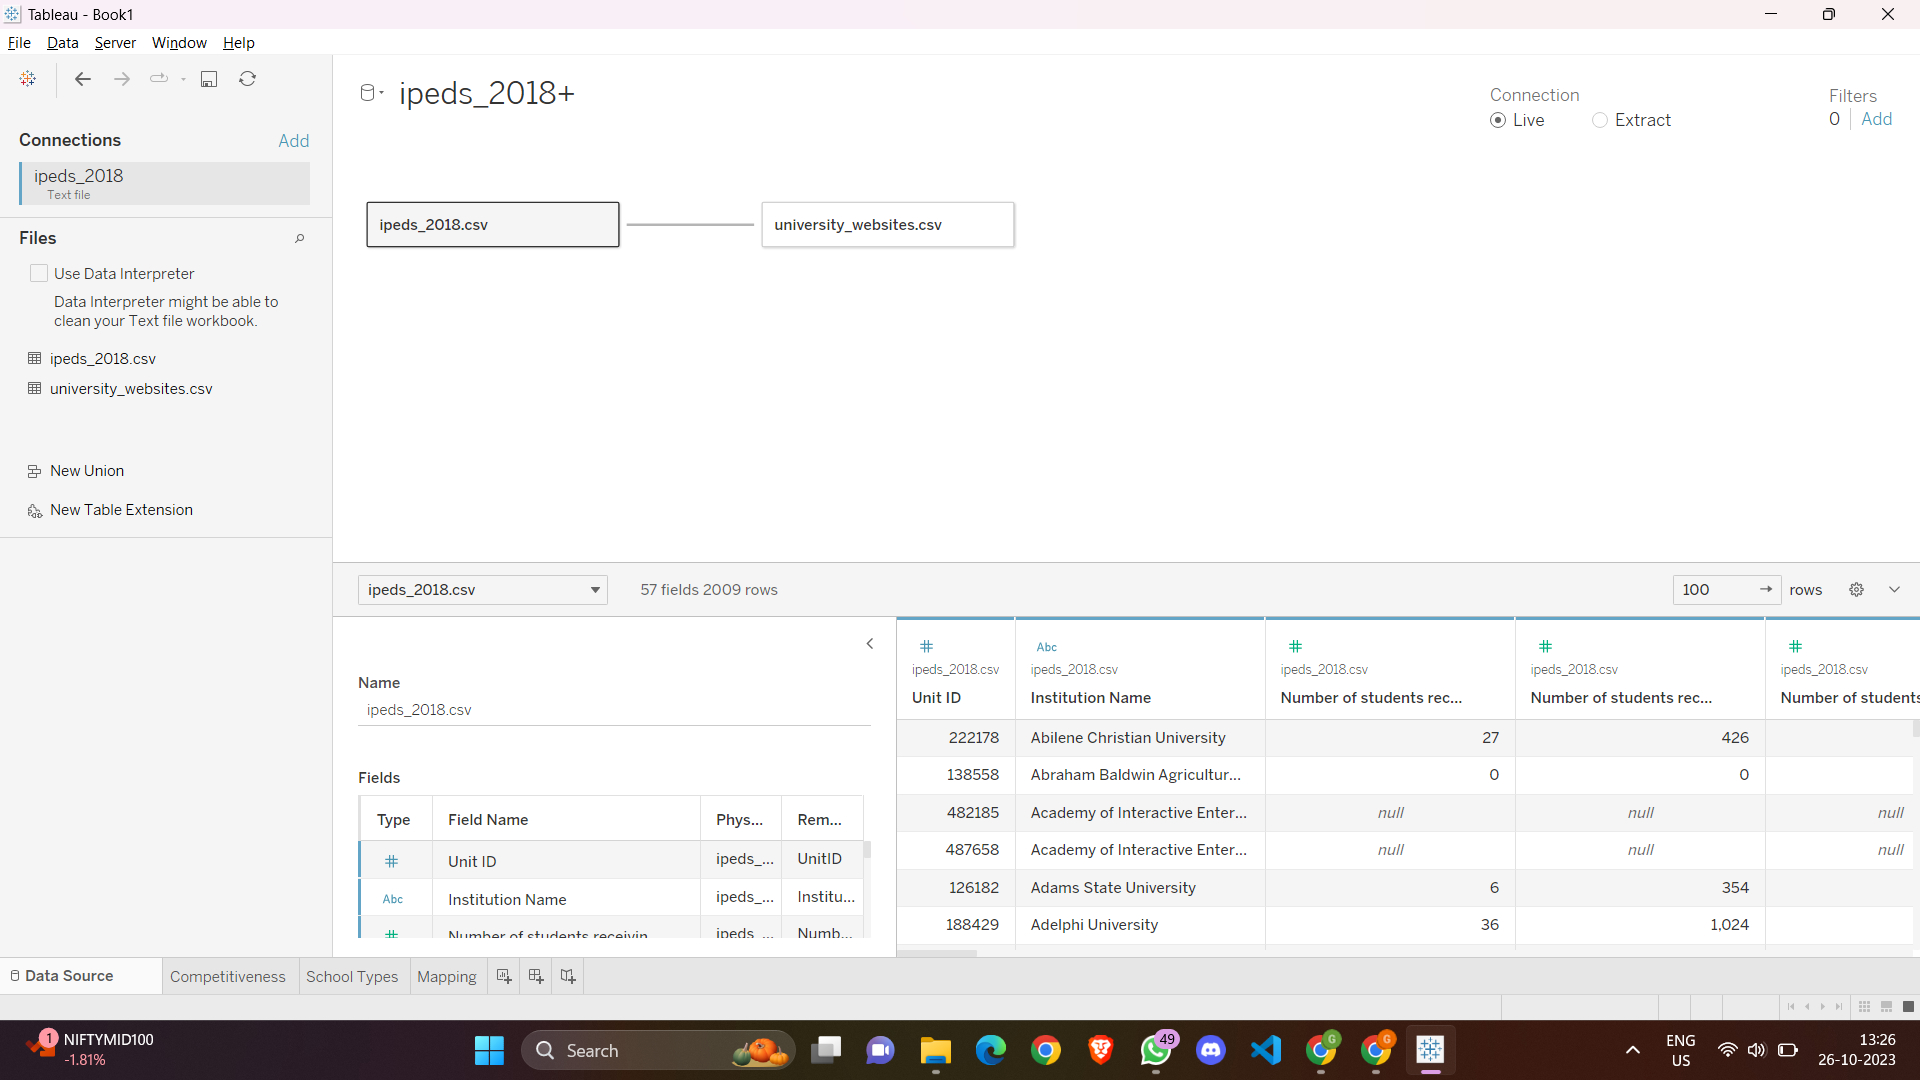 Tableau - Book1
File Data Server Window Help
ipeds_2018+
Connection
Live Extract
Filters
0 Add
Connections Add
ipeds_2018
Text file
Files
Use Data Interpreter
Data Interpreter might be able to
clean your Text file workbook.
ipeds_2018.csv
university_websites.csv
New Union
New Table Extension
ipeds_2018.csv university_websites.csv
ipeds_2018.csv 57 fields 2009 rows 100 rows
Name
ipeds_2018.csv
Fields
Type Field Name Phys... Rem...
# Unit ID ipeds_... UnitID
Abc Institution Name ipeds_... Institu...
# Number of students receivin ipeds_... Numb...
# Abc # # #
ipeds_2018.csv ipeds_2018.csv ipeds_2018.csv ipeds_2018.csv ipeds_2018.csv
Unit ID Institution Name Number of students rec... Number of students rec... Number of students
222178 Abilene Christian University 27 426
138558 Abraham Baldwin Agricultur... 0 0
482185 Academy of Interactive Enter... null null null
487658 Academy of Interactive Enter... null null null
126182 Adams State University 6 354
188429 Adelphi University 36 1,024
Data Source Competitiveness School Types Mapping
1 NIFTYMID100
-1.81%
Search
49
G
G
ENG
US
13:26
26-10-2023